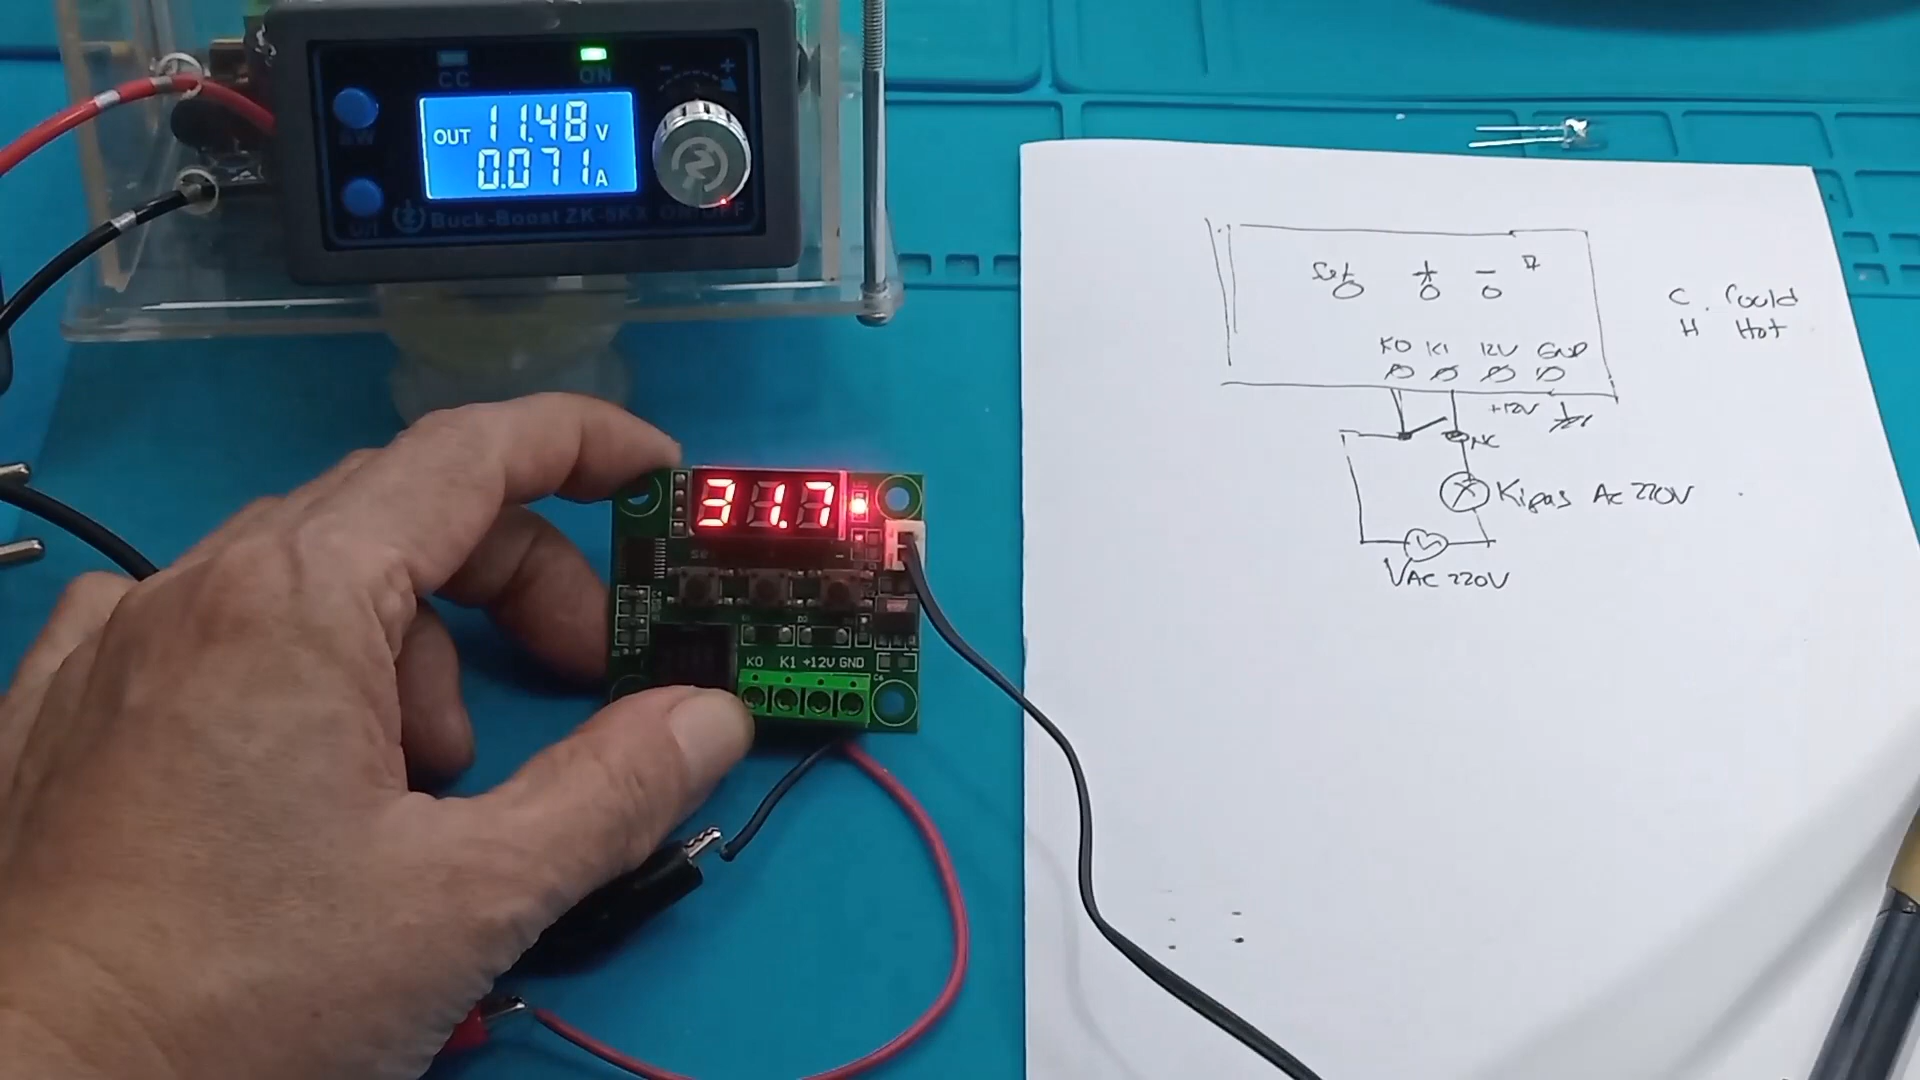 CC ON
- +
OUT 11.48 V
0.071 A
Buck-Boost ZK-5KX ON/OFF
31.7
K0 K1 +12V GND
Set + -
K0 K1 12V GND
+12V
NC
Kipas AC 220V
VAC 220V
C. Could
H Hot